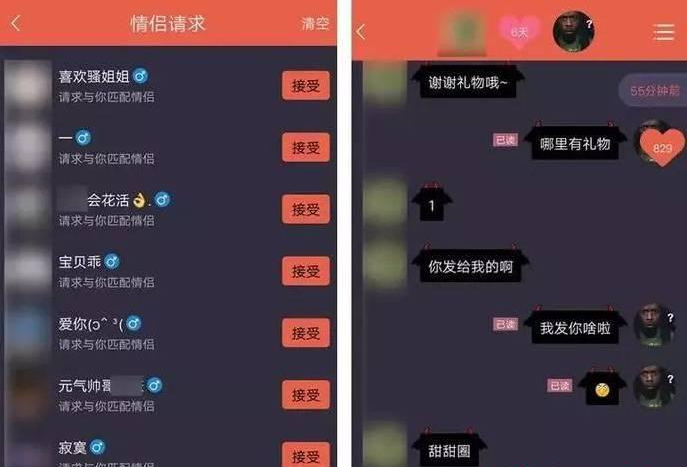 情侣请求
清空
喜欢骚姐姐
请求与你匹配情侣
接受
一
请求与你匹配情侣
接受
会花活👌.
请求与你匹配情侣
接受
宝贝乖
请求与你匹配情侣
接受
爱你(ɔˆ ³(
请求与你匹配情侣
接受
元气帅哥
请求与你匹配情侣
接受
寂寞
请求与你匹配情侣
接受
6天
?
谢谢礼物哦~
55分钟前
已读
哪里有礼物
829
1
你发给我的啊
已读
我发你啥啦
?
已读
?
甜甜圈